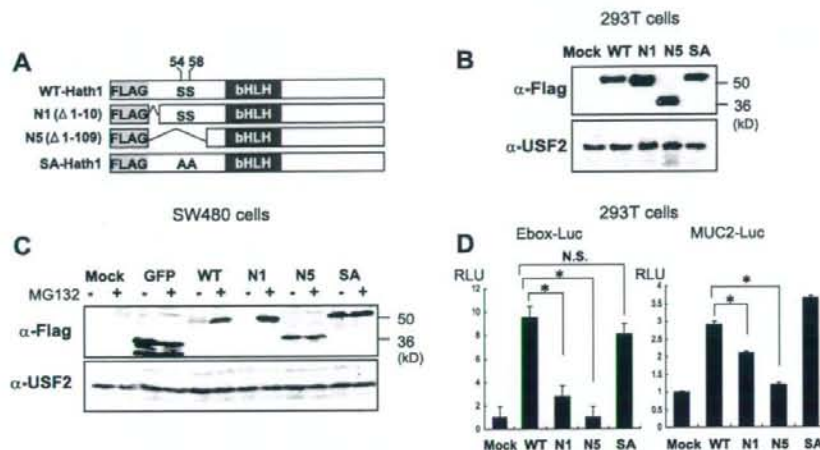 A
54 58
WT-Hath1 FLAG SS bHLH
N1 (Δ 1-10) FLAG SS bHLH
N5 (Δ 1-109) FLAG bHLH
SA-Hath1 FLAG AA bHLH
293T cells
B
Mock WT N1 N5 SA
α-Flag
50
36
(kD)
α-USF2
SW480 cells
C
Mock GFP WT N1 N5 SA
MG132 - + - + - + - + - + - +
α-Flag
50
36
(kD)
α-USF2
293T cells
D
Ebox-Luc
N.S.
RLU
*
*
12
10
8
6
4
2
0
Mock WT N1 N5 SA
MUC2-Luc
RLU
*
*
4
3.5
3
2.5
2
1.5
1
0.5
0
Mock WT N1 N5 SA